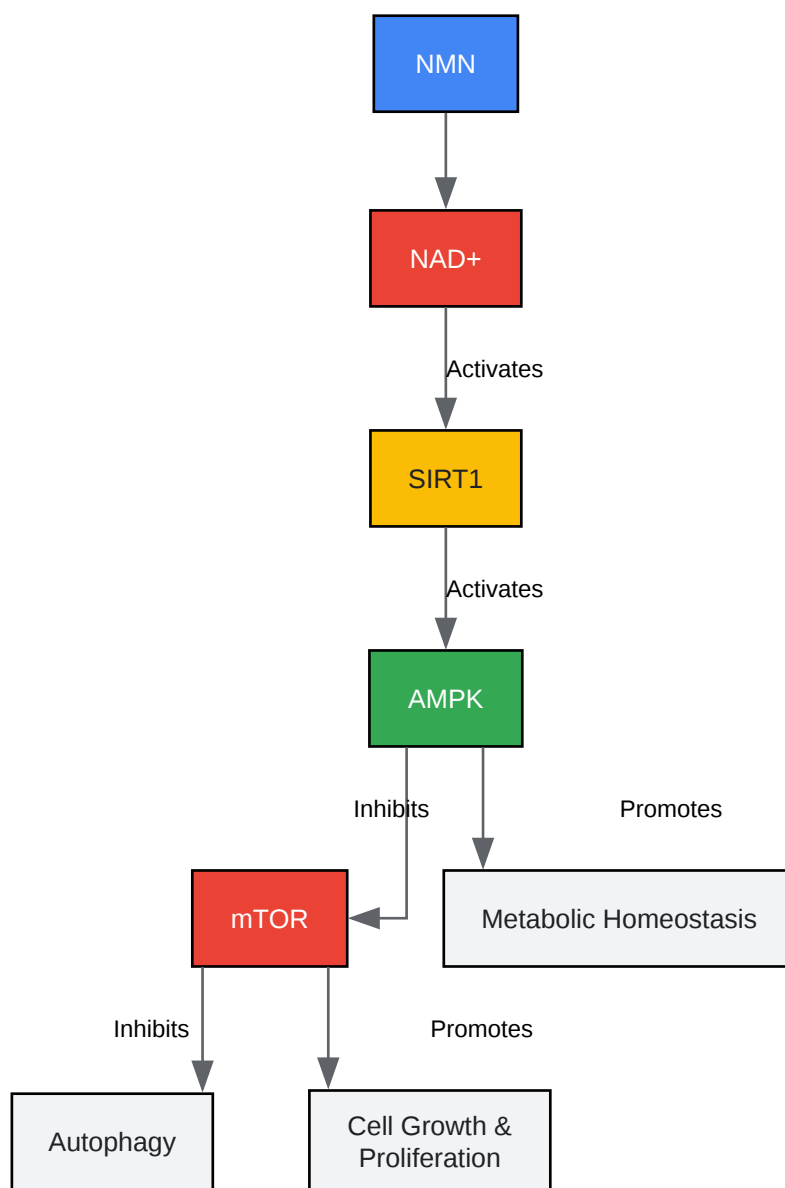 NMN
NAD+
Activates
SIRT1
Activates
AMPK
Inhibits
Promotes
mTOR
Metabolic Homeostasis
Inhibits
Promotes
Autophagy
Cell Growth &
Proliferation